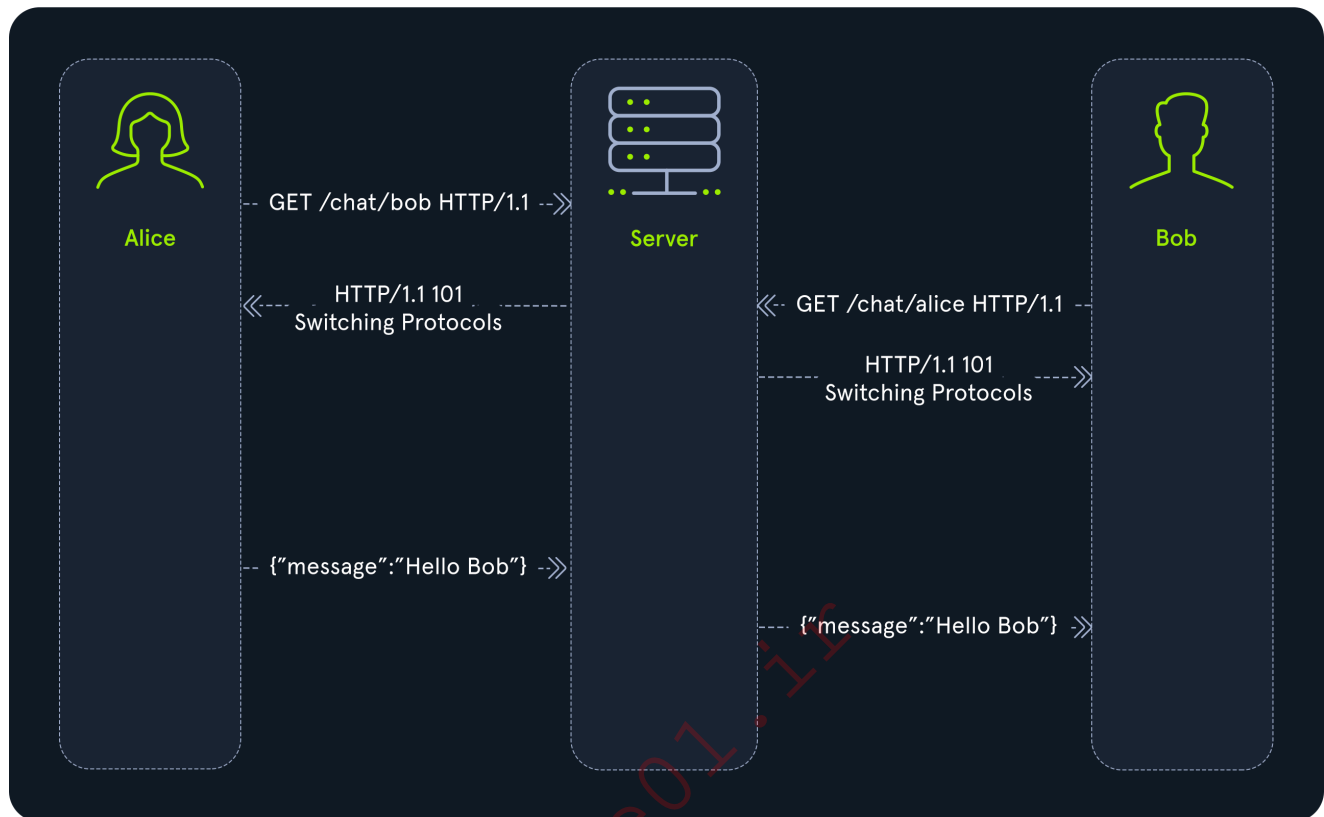 GET /chat/bob HTTP/1.1
Alice
Server
Bob
HTTP/1.1 101
Switching Protocols
GET /chat/alice HTTP/1.1
HTTP/1.1 101
Switching Protocols
{"message":"Hello Bob"}
{"message":"Hello Bob"}